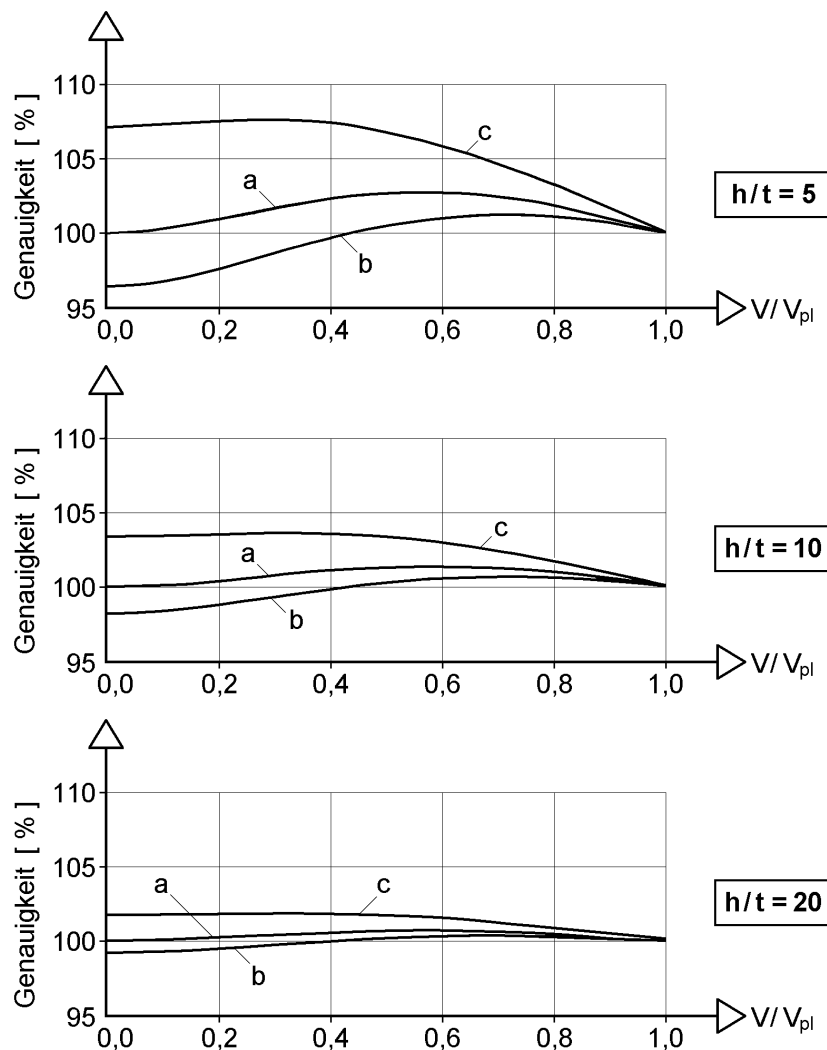 Genauigkeit [ % ]
110
105
100
95
c
a
b
h/t = 5
0,0 0,2 0,4 0,6 0,8 1,0
V/Vpl
Genauigkeit [ % ]
110
105
100
95
c
a
b
h/t = 10
0,0 0,2 0,4 0,6 0,8 1,0
V/Vpl
Genauigkeit [ % ]
110
105
100
95
a
c
b
h/t = 20
0,0 0,2 0,4 0,6 0,8 1,0
V/Vpl